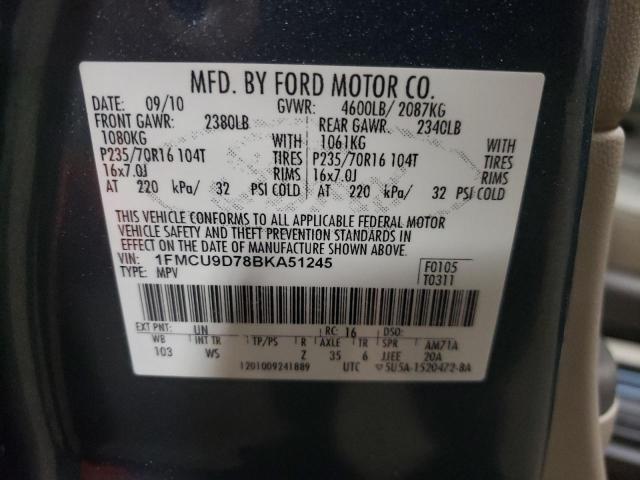 MFD. BY FORD MOTOR CO.
DATE: 09/10 GVWR: 4600LB/ 2087KG
FRONT GAWR: 2380LB REAR GAWR: 2340LB
1080KG WITH 1061KG WITH
P235/70R16 104T TIRES P235/70R16 104T TIRES
16x7.0J RIMS 16x7.0J RIMS
AT 220 kPa/ 32 PSI COLD AT 220 kPa/ 32 PSI COLD
THIS VEHICLE CONFORMS TO ALL APPLICABLE FEDERAL MOTOR
VEHICLE SAFETY AND THEFT PREVENTION STANDARDS IN
EFFECT ON THE DATE OF MANUFACTURE SHOWN ABOVE.
VIN: 1FMCU9D78BKA51245 F0105
TYPE: MPV T0311
EXT PNT: UN RC: 16 DSO:
WB INT TR TP/PS R AXLE TR SPR AM71A
103 WS Z 35 6 JJEE 20A
1201009241889 UTC 5U5A-1520472-BA